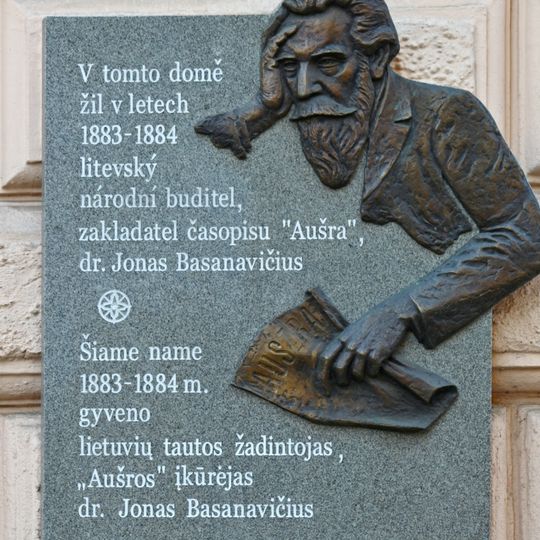 V tomto domě
žil v letech
1883-1884
litevský
národní buditel,
zakladatel časopisu "Aušra",
dr. Jonas Basanavičius
Šiame name
1883-1884 m.
gyveno
lietuvių tautos žadintojas,
„Aušros" įkūrėjas
dr. Jonas Basanavičius
AUSZRA